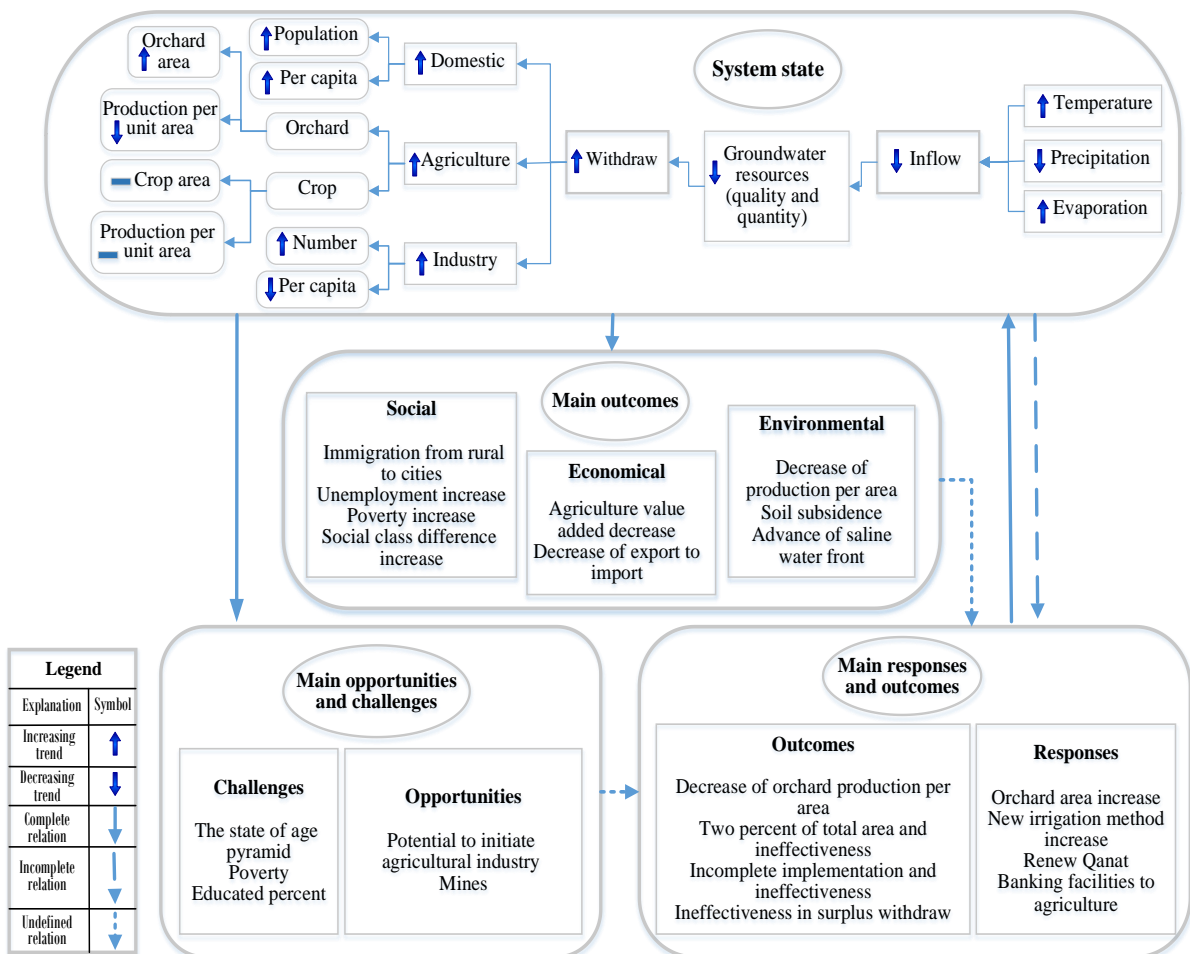 System state
Orchard
area
Production per
unit area
Crop area
Production per
unit area
Population
Per capita
Orchard
Crop
Number
Per capita
Domestic
Agriculture
Industry
Withdraw
Groundwater
resources
(quality and
quantity)
Inflow
Temperature
Precipitation
Evaporation
Main outcomes
Social
Immigration from rural
to cities
Unemployment increase
Poverty increase
Social class difference
increase
Economical
Agriculture value
added decrease
Decrease of export to
import
Environmental
Decrease of
production per area
Soil subsidence
Advance of saline
water front
Legend
Explanation Symbol
Increasing
trend
Decreasing
trend
Complete
relation
Incomplete
relation
Undefined
relation
Main opportunities
and challenges
Challenges
The state of age
pyramid
Poverty
Educated percent
Opportunities
Potential to initiate
agricultural industry
Mines
Main responses
and outcomes
Outcomes
Decrease of orchard production per
area
Two percent of total area and
ineffectiveness
Incomplete implementation and
ineffectiveness
Ineffectiveness in surplus withdraw
Responses
Orchard area increase
New irrigation method
increase
Renew Qanat
Banking facilities to
agriculture